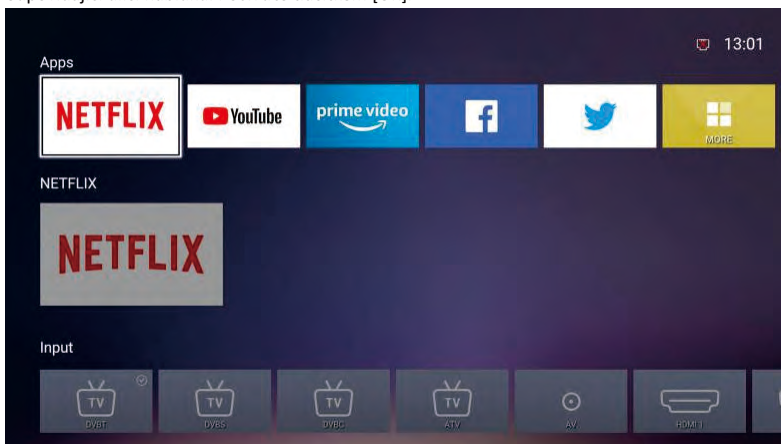 13:01
Apps
NETFLIX
YouTube
prime video
MORE
NETFLIX
NETFLIX
Input
TV
DVBT
TV
DVBS
TV
DVBC
TV
ATV
AV
HDMI 1